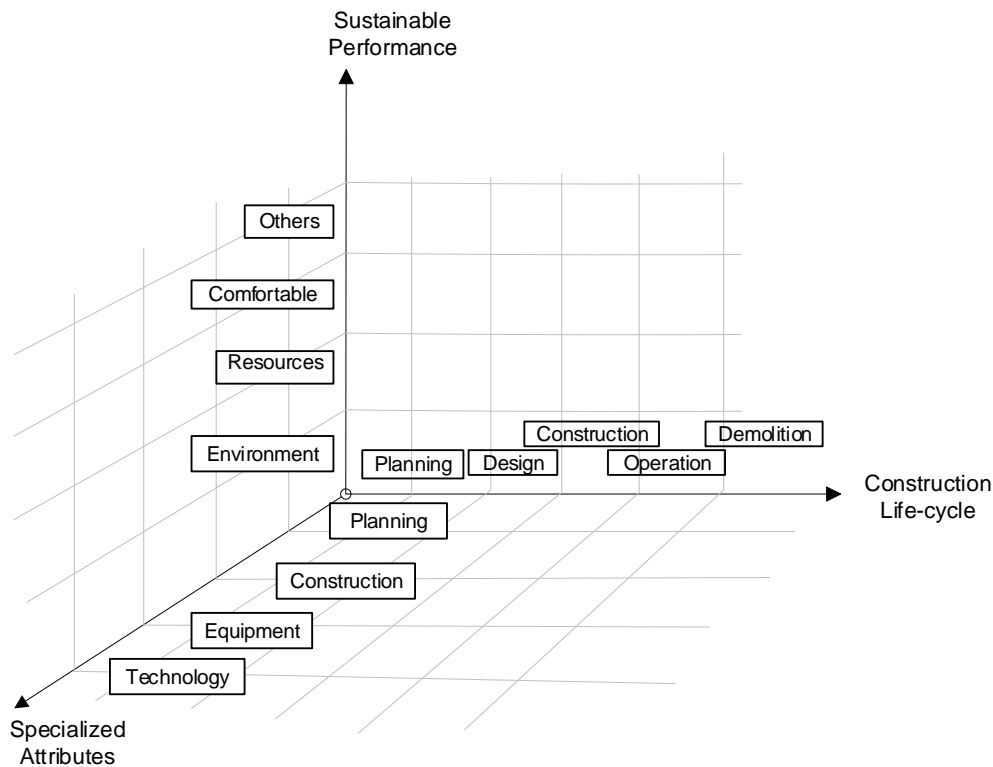 Sustainable
Performance
Others
Comfortable
Resources
Environment
Construction
Demolition
Planning
Design
Operation
Construction
Life-cycle
Planning
Construction
Equipment
Technology
Specialized
Attributes